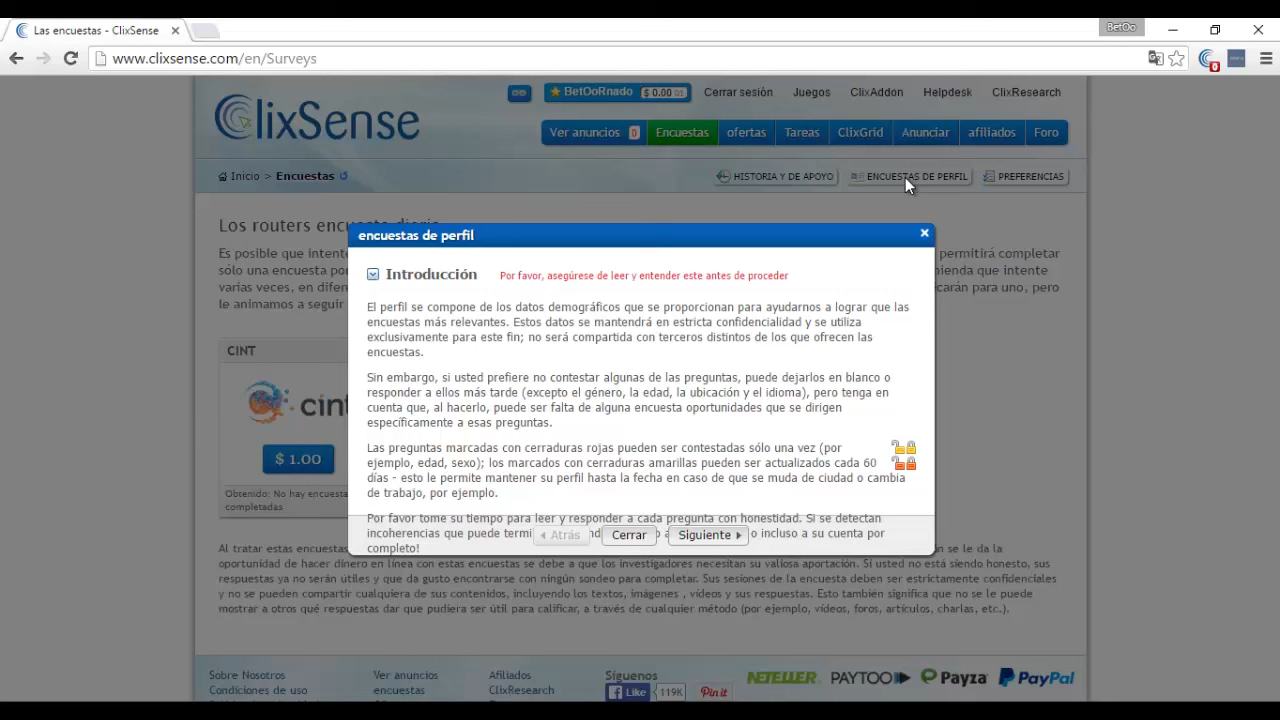 Las encuestas - ClixSense
BetOo
www.clixsense.com/en/Surveys
0
ClixSense
BetOoRnado $ 0.00
Cerrar sesión
Juegos
ClixAddon
Helpdesk
ClixResearch
Ver anuncios 0
Encuestas
ofertas
Tareas
ClixGrid
Anunciar
afiliados
Foro
Inicio > Encuestas
HISTORIA Y DE APOYO
ENCUESTAS DE PERFIL
PREFERENCIAS
Los routers encuesta diaria
Es posible que intente
permitirá completar
sólo una encuesta por
ienda que intente
varias veces, en difer
ecarán para uno, pero
le animamos a seguir
CINT
cint
$ 1.00
Obtenido: No hay encuesta
completadas
encuestas de perfil
Introducción
Por favor, asegúrese de leer y entender este antes de proceder
El perfil se compone de los datos demográficos que se proporcionan para ayudarnos a lograr que las
encuestas más relevantes. Estos datos se mantendrá en estricta confidencialidad y se utiliza
exclusivamente para este fin; no será compartida con terceros distintos de los que ofrecen las
encuestas.
Sin embargo, si usted prefiere no contestar algunas de las preguntas, puede dejarlos en blanco o
responder a ellos más tarde (excepto el género, la edad, la ubicación y el idioma), pero tenga en
cuenta que, al hacerlo, puede ser falta de alguna encuesta oportunidades que se dirigen
específicamente a esas preguntas.
Las preguntas marcadas con cerraduras rojas pueden ser contestadas sólo una vez (por
ejemplo, edad, sexo); los marcados con cerraduras amarillas pueden ser actualizados cada 60
días - esto le permite mantener su perfil hasta la fecha en caso de que se muda de ciudad o cambia
de trabajo, por ejemplo.
Por favor tome su tiempo para leer y responder a cada pregunta con honestidad. Si se detectan
incoherencias que puede termi nd a o incluso a su cuenta por
completo!
Atrás
Cerrar
Siguiente
Al tratar estas encuestas n se le da la
oportunidad de hacer dinero en línea con estas encuestas se debe a que los investigadores necesitan su valiosa aportación. Si usted no está siendo honesto, sus
respuestas ya no serán útiles y que da gusto encontrarse con ningún sondeo para completar. Sus sesiones de la encuesta deben ser estrictamente confidenciales
y no se pueden compartir cualquiera de sus contenidos, incluyendo los textos, imágenes , vídeos y sus respuestas. Esto también significa que no se le puede
mostrar a otros qué respuestas dar que pudiera ser útil para calificar, a través de cualquier método (por ejemplo, vídeos, foros, artículos, charlas, etc.).
Sobre Nosotros
Condiciones de uso
Ver anuncios
encuestas
Afiliados
ClixResearch
Síguenos
Like 119K
Pin it
NETELLER
PAYTOO
Payza
PayPal